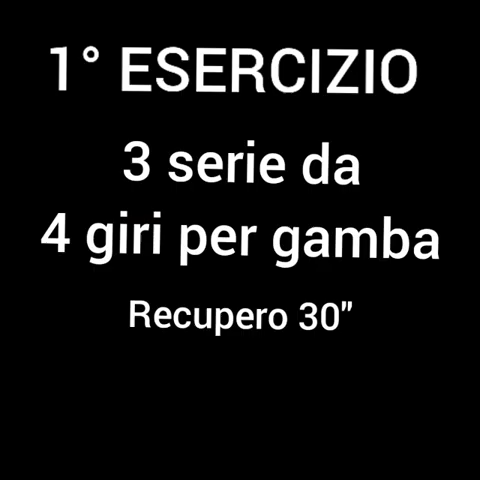 1° ESERCIZIO
3 serie da
4 giri per gamba
Recupero 30"